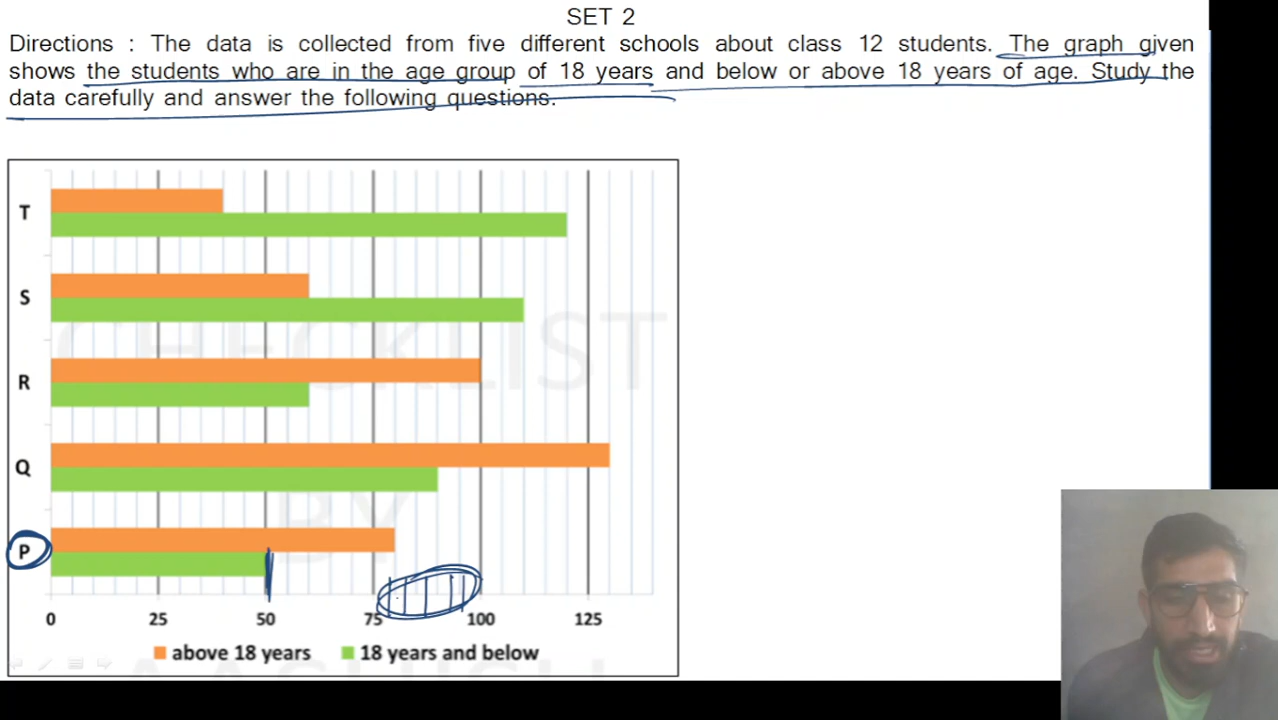 SET 2
Directions : The data is collected from five different schools about class 12 students. The graph given
shows the students who are in the age group of 18 years and below or above 18 years of age. Study the
data carefully and answer the following questions.
T
S
R
Q
P
CHECKLIST
BY
AASHISH
0 25 50 75 100 125
above 18 years 18 years and below